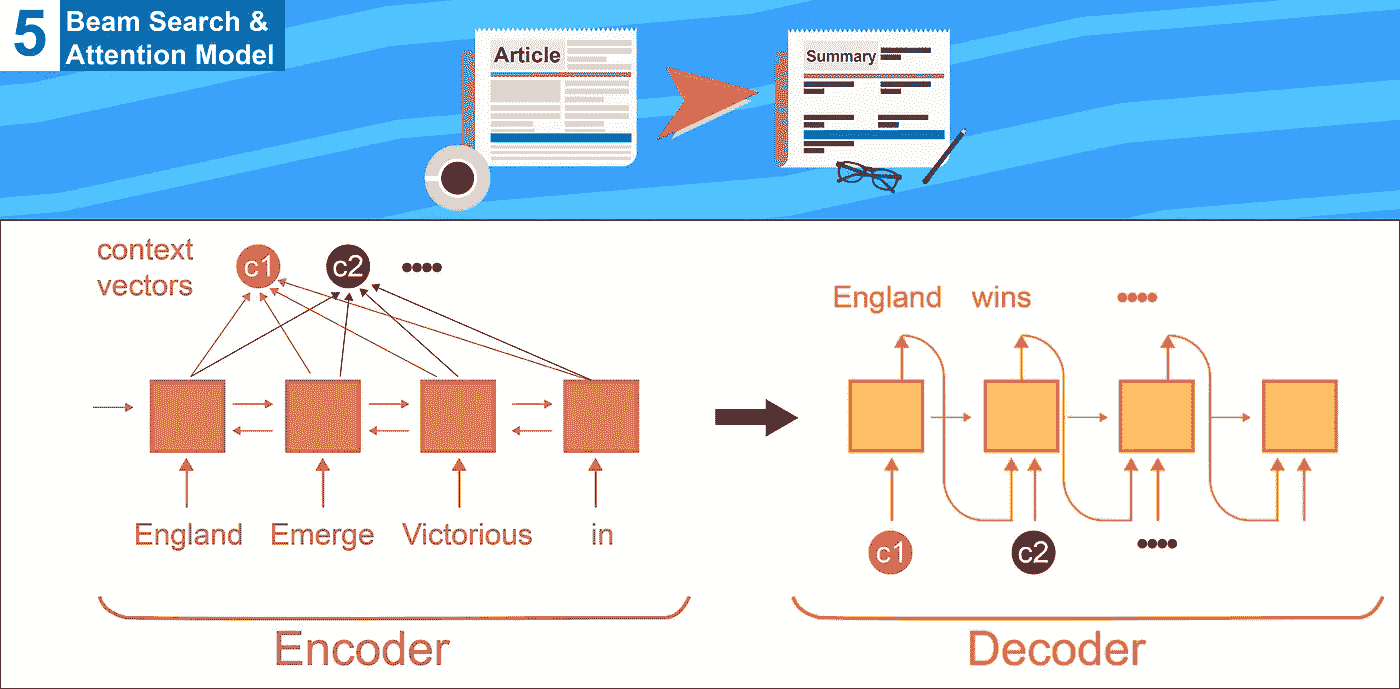 5
Beam Search &
Attention Model
Article
Summary
context
vectors
c1
c2
••••
England Emerge Victorious in
Encoder
England wins ••••
c1
c2
••••
Decoder